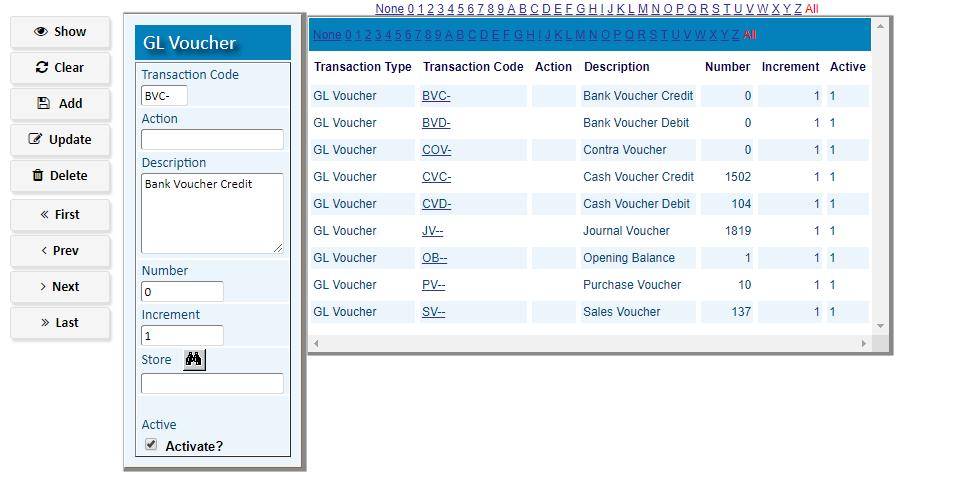 None 0 1 2 3 4 5 6 7 8 9 A B C D E F G H I J K L M N O P Q R S T U V W X Y Z All
Show
Clear
Add
Update
Delete
First
Prev
Next
Last
GL Voucher
Transaction Code
BVC-
Action
Description
Bank Voucher Credit
Number
0
Increment
1
Store
Active
Activate?
None 0 1 2 3 4 5 6 7 8 9 A B C D E F G H I J K L M N O P Q R S T U V W X Y Z All
Transaction Type Transaction Code Action Description Number Increment Active
GL Voucher BVC- Bank Voucher Credit 0 1 1
GL Voucher BVD- Bank Voucher Debit 0 1 1
GL Voucher COV- Contra Voucher 0 1 1
GL Voucher CVC- Cash Voucher Credit 1502 1 1
GL Voucher CVD- Cash Voucher Debit 104 1 1
GL Voucher JV-- Journal Voucher 1819 1 1
GL Voucher OB-- Opening Balance 1 1 1
GL Voucher PV-- Purchase Voucher 10 1 1
GL Voucher SV-- Sales Voucher 137 1 1